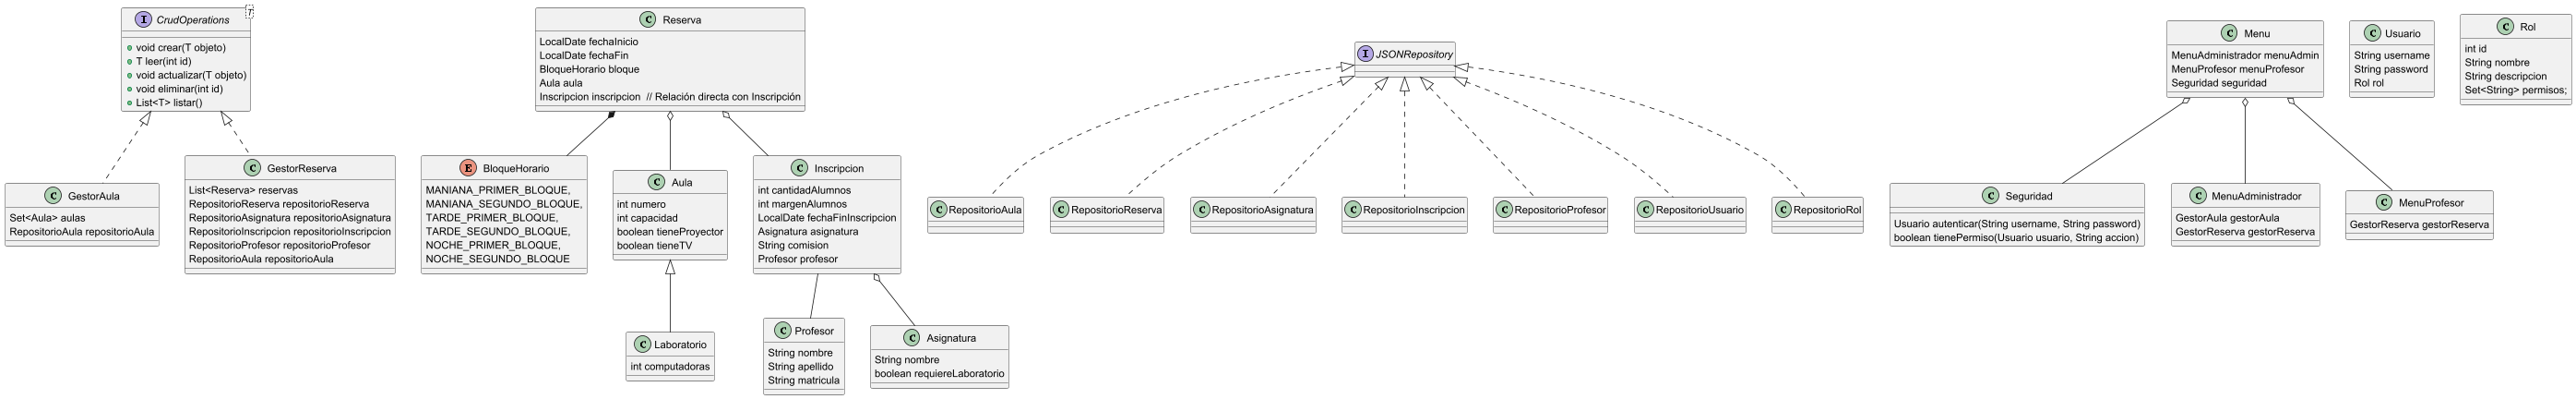 I CrudOperations T
void crear(T objeto)
T leer(int id)
void actualizar(T objeto)
void eliminar(int id)
List<T> listar()
C GestorAula
Set<Aula> aulas
RepositorioAula repositorioAula
C GestorReserva
List<Reserva> reservas
RepositorioReserva repositorioReserva
RepositorioAsignatura repositorioAsignatura
RepositorioInscripcion repositorioInscripcion
RepositorioProfesor repositorioProfesor
RepositorioAula repositorioAula
C Reserva
LocalDate fechaInicio
LocalDate fechaFin
BloqueHorario bloque
Aula aula
Inscripcion inscripcion // Relación directa con Inscripción
E BloqueHorario
MANIANA_PRIMER_BLOQUE,
MANIANA_SEGUNDO_BLOQUE,
TARDE_PRIMER_BLOQUE,
TARDE_SEGUNDO_BLOQUE,
NOCHE_PRIMER_BLOQUE,
NOCHE_SEGUNDO_BLOQUE
C Aula
int numero
int capacidad
boolean tieneProyector
boolean tieneTV
C Inscripcion
int cantidadAlumnos
int margenAlumnos
LocalDate fechaFinInscripcion
Asignatura asignatura
String comision
Profesor profesor
C Laboratorio
int computadoras
C Profesor
String nombre
String apellido
String matricula
C Asignatura
String nombre
boolean requiereLaboratorio
I JSONRepository
C RepositorioAula
C RepositorioReserva
C RepositorioAsignatura
C RepositorioInscripcion
C RepositorioProfesor
C RepositorioUsuario
C RepositorioRol
C Menu
MenuAdministrador menuAdmin
MenuProfesor menuProfesor
Seguridad seguridad
C Seguridad
Usuario autenticar(String username, String password)
boolean tienePermiso(Usuario usuario, String accion)
C MenuAdministrador
GestorAula gestorAula
GestorReserva gestorReserva
C MenuProfesor
GestorReserva gestorReserva
C Usuario
String username
String password
Rol rol
C Rol
int id
String nombre
String descripcion
Set<String> permisos;